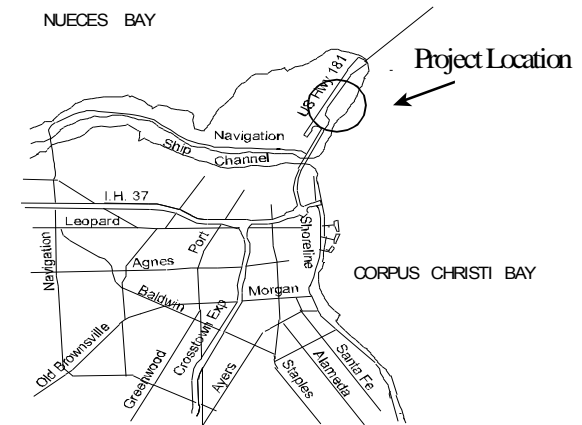 NUECES BAY
Project Location
US Hwy 181
Navigation
Ship Channel
I.H. 37
Leopard
Port
Shoreline
Navigation
Agnes
CORPUS CHRISTI BAY
Baldwin
Morgan
Crosstown Exp
Old Brownsville
Greenwood
Ayers
Staples
Alameda
Santa Fe